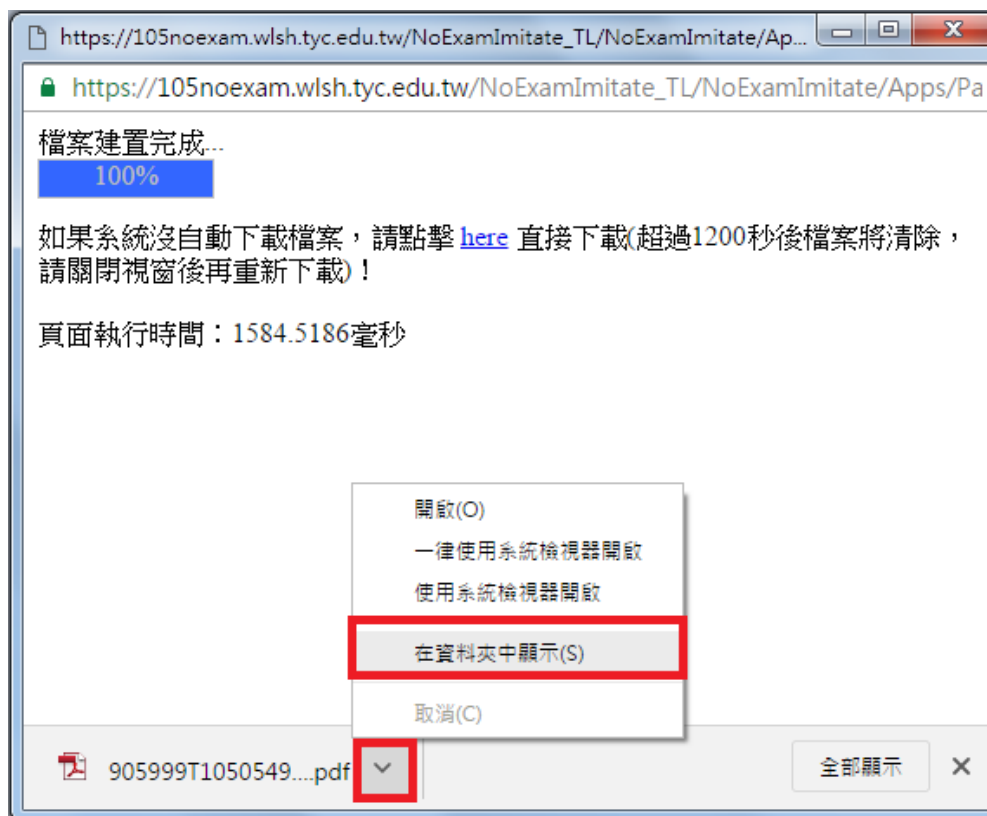 https://105noexam.wlsh.tyc.edu.tw/NoExamImitate_TL/NoExamImitate/Ap...
https://105noexam.wlsh.tyc.edu.tw/NoExamImitate_TL/NoExamImitate/Apps/Pa
檔案建置完成...
100%
如果系統沒自動下載檔案，請點擊 here 直接下載(超過1200秒後檔案將清除，
請關閉視窗後再重新下載)！
頁面執行時間：1584.5186毫秒
開啟(O)
一律使用系統檢視器開啟
使用系統檢視器開啟
在資料夾中顯示(S)
取消(C)
905999T1050549....pdf
全部顯示